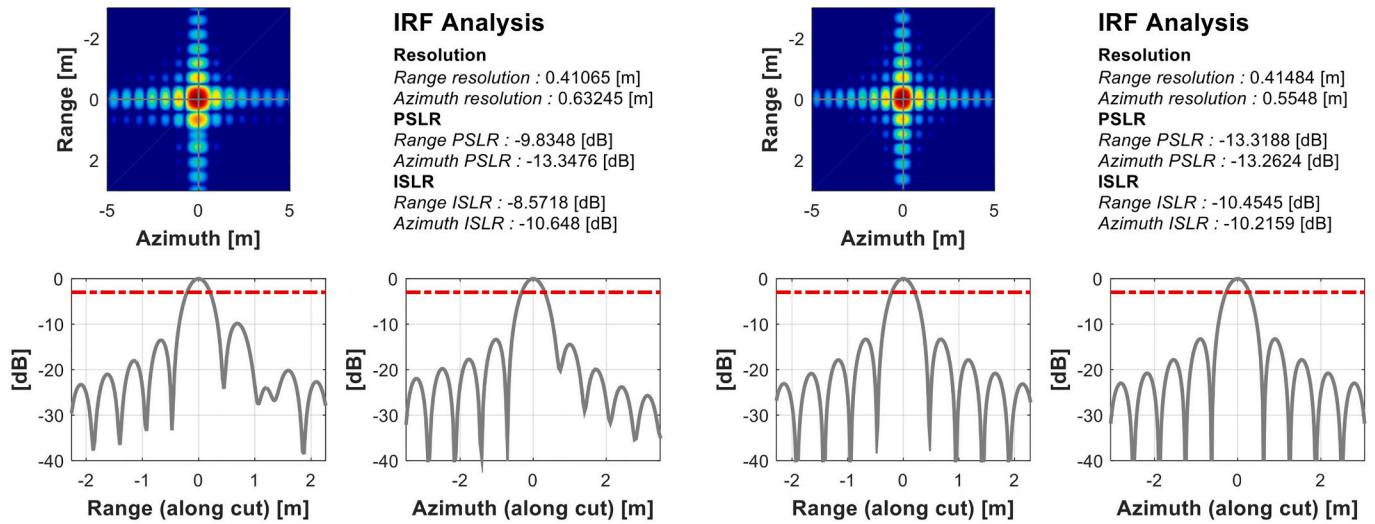 IRF Analysis
Resolution
Range resolution : 0.41065 [m]
Azimuth resolution : 0.63245 [m]
PSLR
Range PSLR : -9.8348 [dB]
Azimuth PSLR : -13.3476 [dB]
ISLR
Range ISLR : -8.5718 [dB]
Azimuth ISLR : -10.648 [dB]
Range [m]
-2
0
2
-5 0 5
Azimuth [m]
[dB]
0
-10
-20
-30
-40
-2 -1 0 1 2
Range (along cut) [m]
[dB]
0
-10
-20
-30
-40
-2 0 2
Azimuth (along cut) [m]
IRF Analysis
Resolution
Range resolution : 0.41484 [m]
Azimuth resolution : 0.5548 [m]
PSLR
Range PSLR : -13.3188 [dB]
Azimuth PSLR : -13.2624 [dB]
ISLR
Range ISLR : -10.4545 [dB]
Azimuth ISLR : -10.2159 [dB]
Range [m]
-2
0
2
-5 0 5
Azimuth [m]
[dB]
0
-10
-20
-30
-40
-2 -1 0 1 2
Range (along cut) [m]
[dB]
0
-10
-20
-30
-40
-2 0 2
Azimuth (along cut) [m]